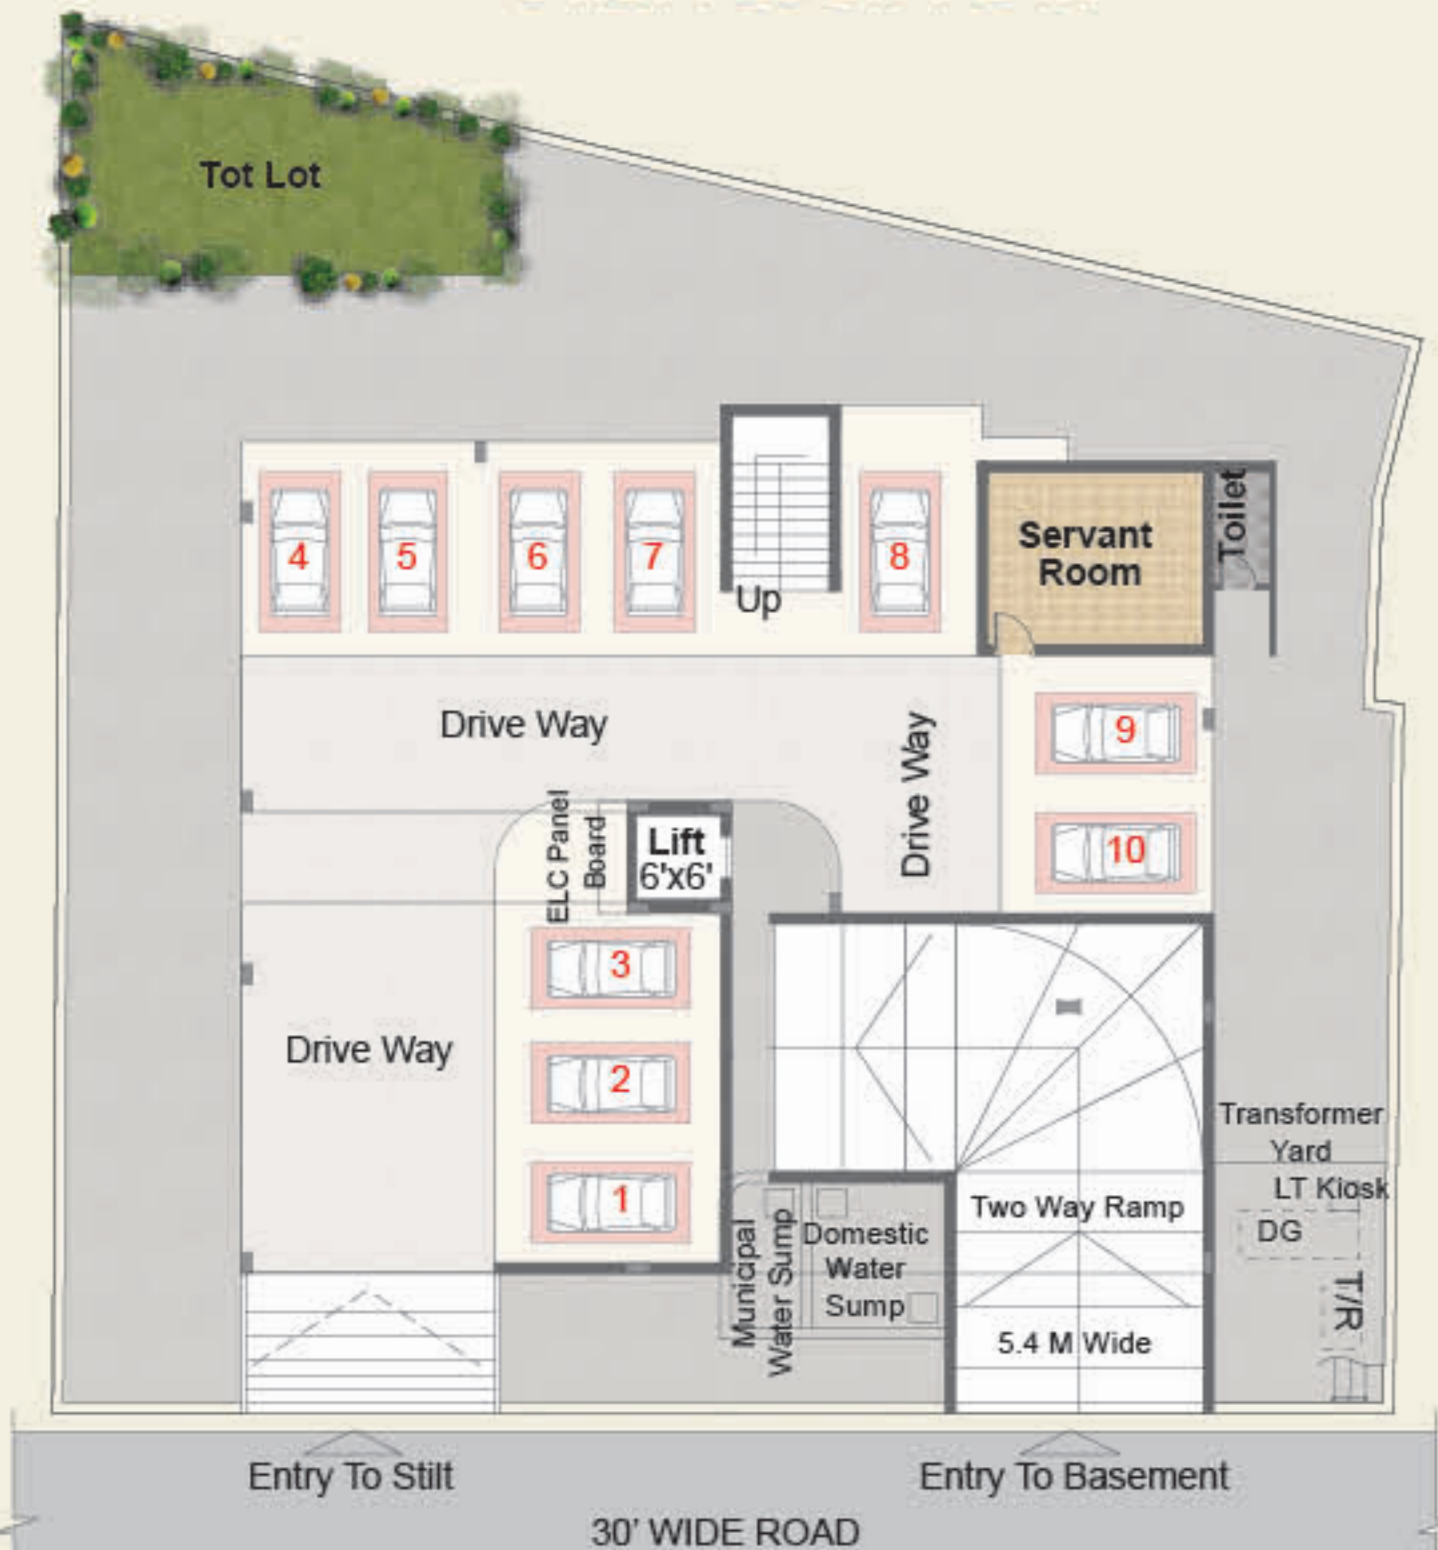 Tot Lot
4
5
6
7
Up
8
Servant
Room
Toilet
Drive Way
Drive Way
9
10
ELC Panel
Board
Lift
6'x6'
3
2
1
Drive Way
Municipal
Water Sump
Domestic
Water
Sump
Two Way Ramp
5.4 M Wide
Transformer
Yard
LT Kiosk
DG
T/R
Entry To Stilt
Entry To Basement
30' WIDE ROAD